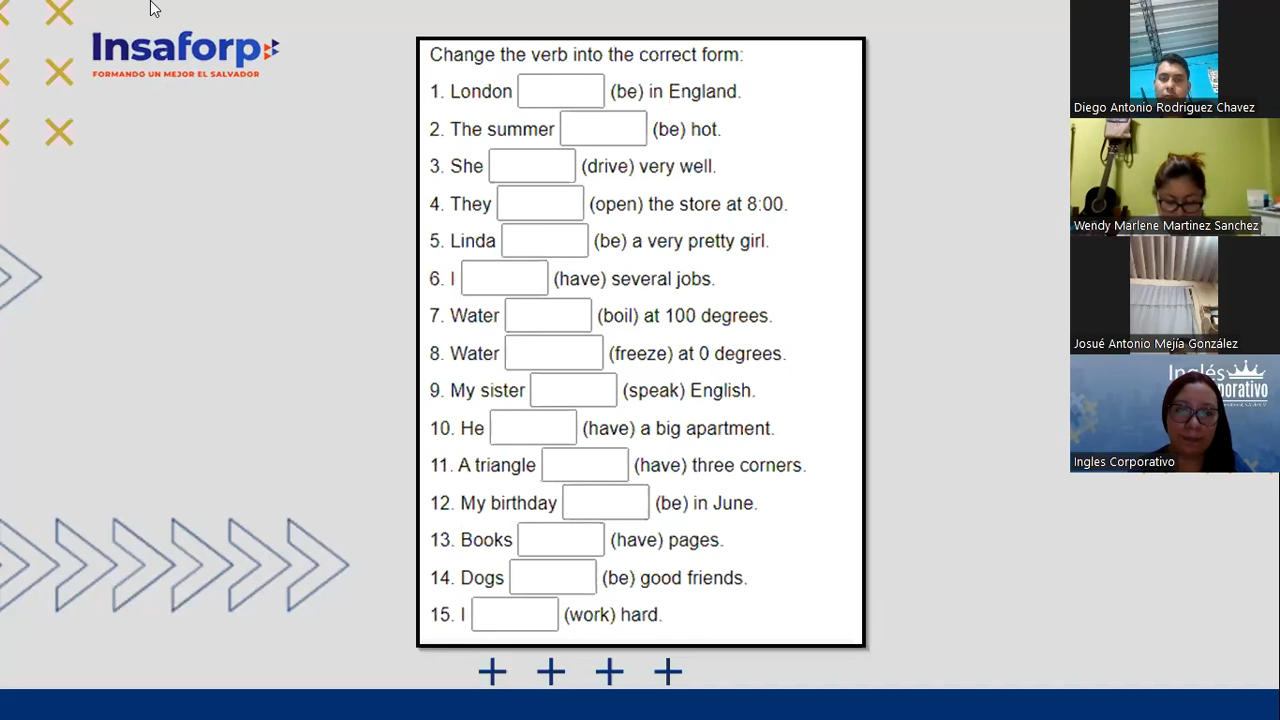 Insaforp
FORMANDO UN MEJOR EL SALVADOR
Change the verb into the correct form:
1. London (be) in England.
2. The summer (be) hot.
3. She (drive) very well.
4. They (open) the store at 8:00.
5. Linda (be) a very pretty girl.
6. I (have) several jobs.
7. Water (boil) at 100 degrees.
8. Water (freeze) at 0 degrees.
9. My sister (speak) English.
10. He (have) a big apartment.
11. A triangle (have) three corners.
12. My birthday (be) in June.
13. Books (have) pages.
14. Dogs (be) good friends.
15. I (work) hard.
Diego Antonio Rodriguez Chavez
Wendy Marlene Martinez Sanchez
Josué Antonio Mejía González
Inglés
Ingles Corporativo